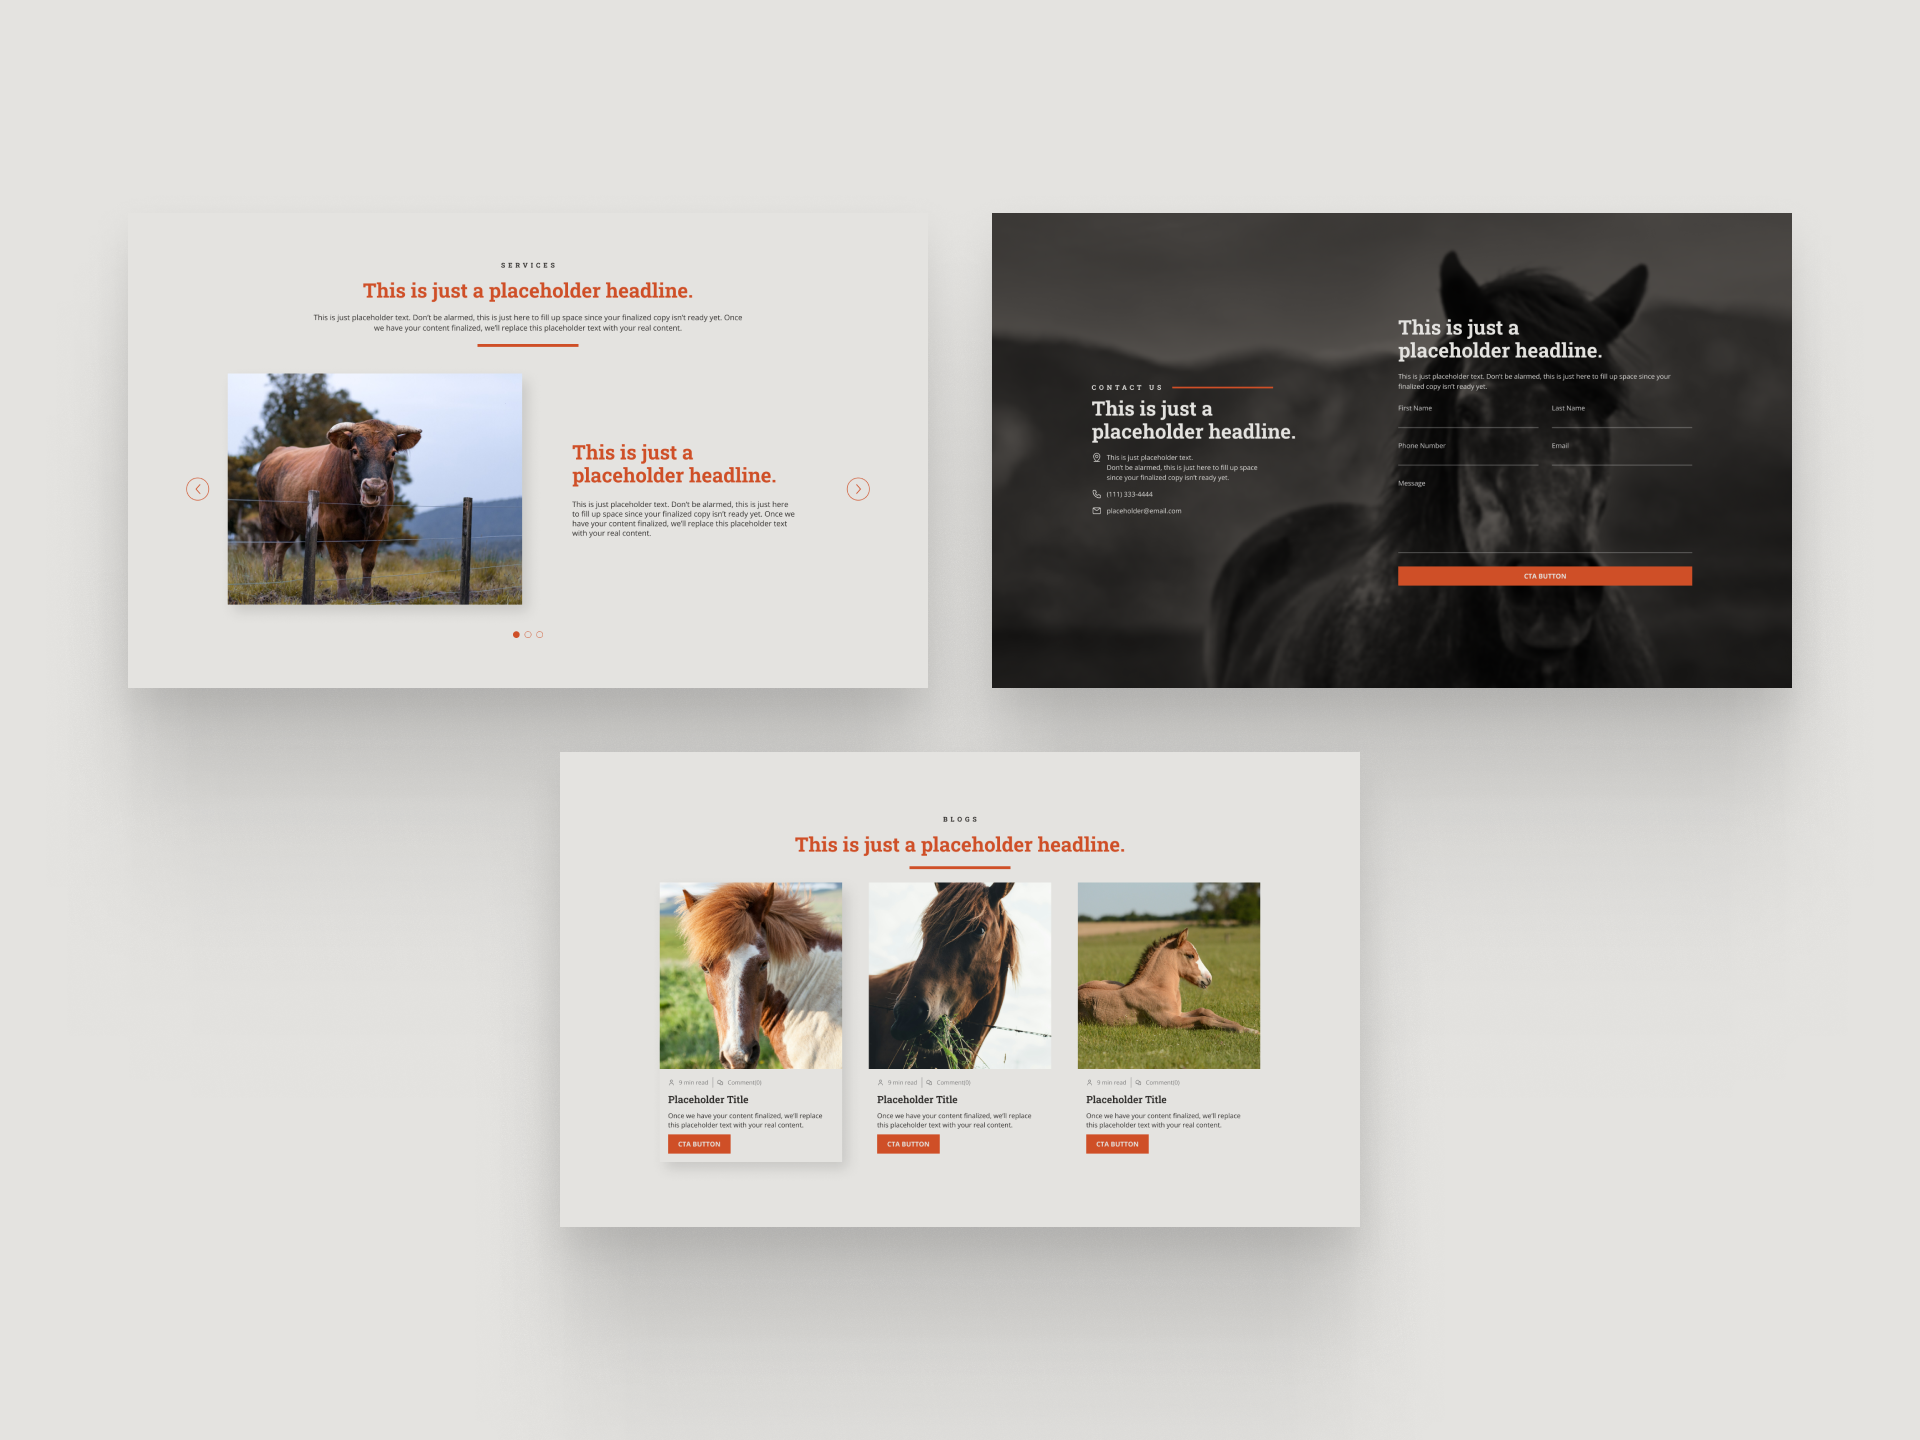 SERVICES
This is just a placeholder headline.
This is just placeholder text. Don't be alarmed, this is just here to fill up space since your finalized copy isn't ready yet. Once
we have your content finalized, we'll replace this placeholder text with your real content.
This is just a
placeholder headline.
This is just placeholder text. Don't be alarmed, this is just here
to fill up space since your finalized copy isn't ready yet. Once we
have your content finalized, we'll replace this placeholder text
with your real content.
CONTACT US
This is just a
placeholder headline.
This is just placeholder text.
Don't be alarmed, this is just here to fill up space
since your finalized copy isn't ready yet.
(111) 333-4444
placeholder@email.com
This is just a
placeholder headline.
This is just placeholder text. Don't be alarmed, this is just here to fill up space since your
finalized copy isn't ready yet.
First Name Last Name
Phone Number Email
Message
CTA BUTTON
BLOGS
This is just a placeholder headline.
9 min read Comment(0)
Placeholder Title
Once we have your content finalized, we'll replace
this placeholder text with your real content.
CTA BUTTON
9 min read Comment(0)
Placeholder Title
Once we have your content finalized, we'll replace
this placeholder text with your real content.
CTA BUTTON
9 min read Comment(0)
Placeholder Title
Once we have your content finalized, we'll replace
this placeholder text with your real content.
CTA BUTTON